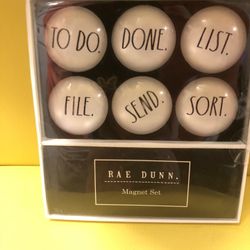 TO DO. DONE. LIST.
FILE. SEND. SORT.
RAE DUNN.
Magnet Set